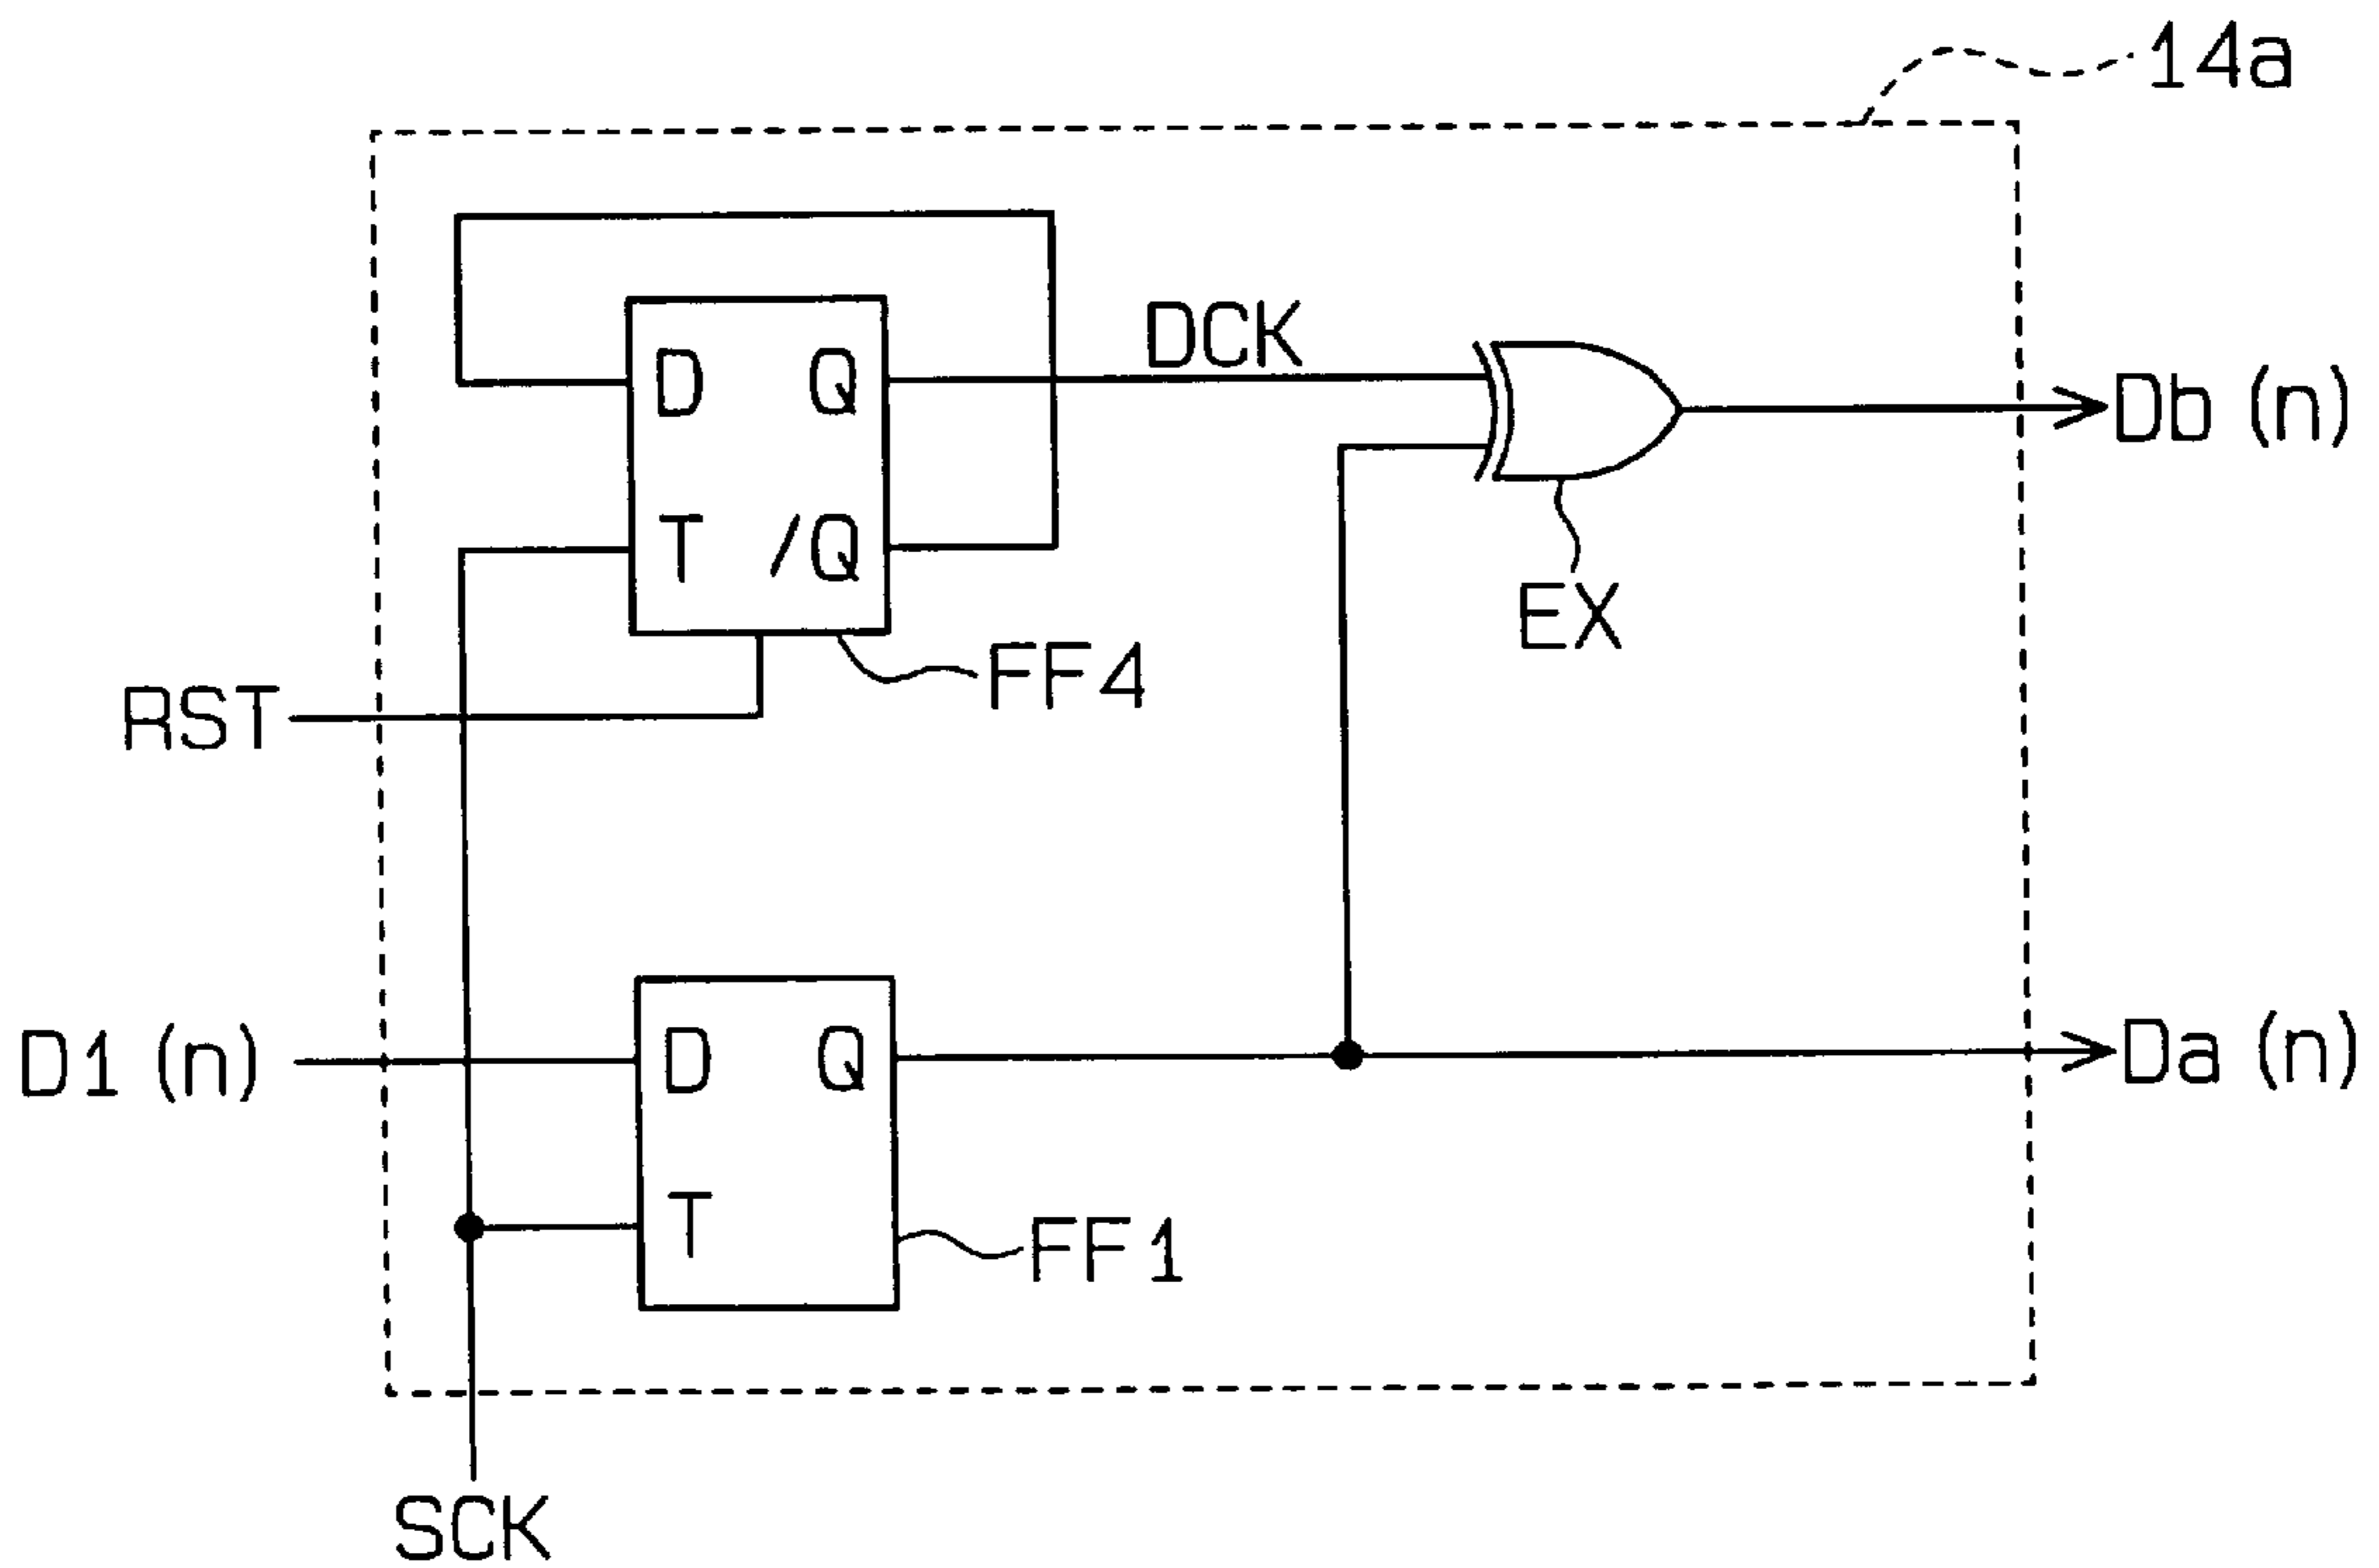 14a
DCK
D Q
T /Q
Db (n)
EX
FF4
RST
D1 (n)
D Q
T
Da (n)
FF1
SCK